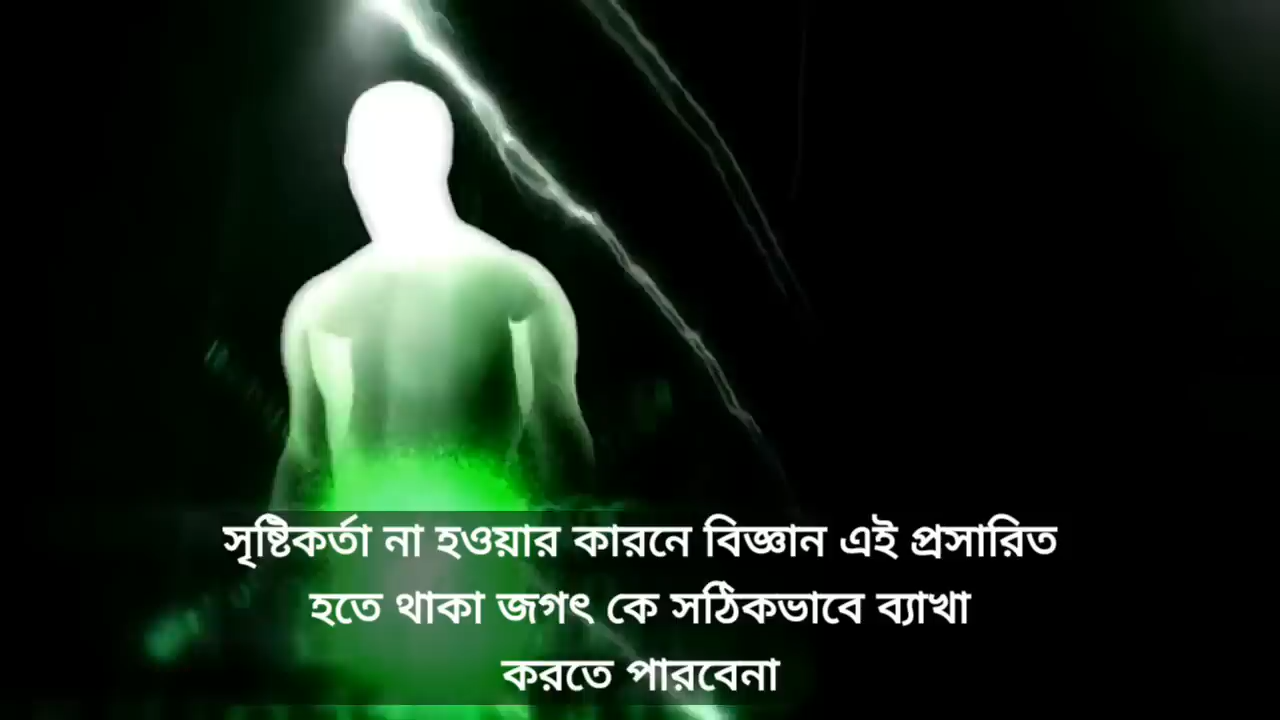 সৃষ্টিকর্তা না হওয়ার কারনে বিজ্ঞান এই প্রসারিত
হতে থাকা জগৎ কে সঠিকভাবে ব্যাখা
করতে পারবেনা